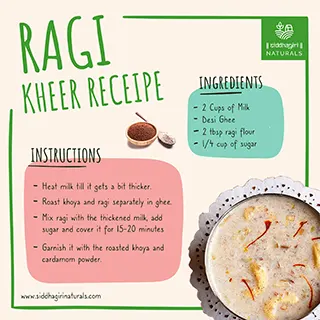 RAGI
KHEER RECEIPE
|| siddhagiri ||
NATURALS
INGREDIENTS
- 2 Cups of Milk
- Desi Ghee
- 2 tbsp ragi flour
- 1/4 cup of sugar
INSTRUCTIONS
- Heat milk till it gets a bit thicker.
- Roast khoya and ragi separately in ghee.
- Mix ragi with the thickened milk, add
sugar and cover it for 15-20 minutes
- Garnish it with the roasted khoya and
cardamom powder.
www.siddhagirinaturals.com